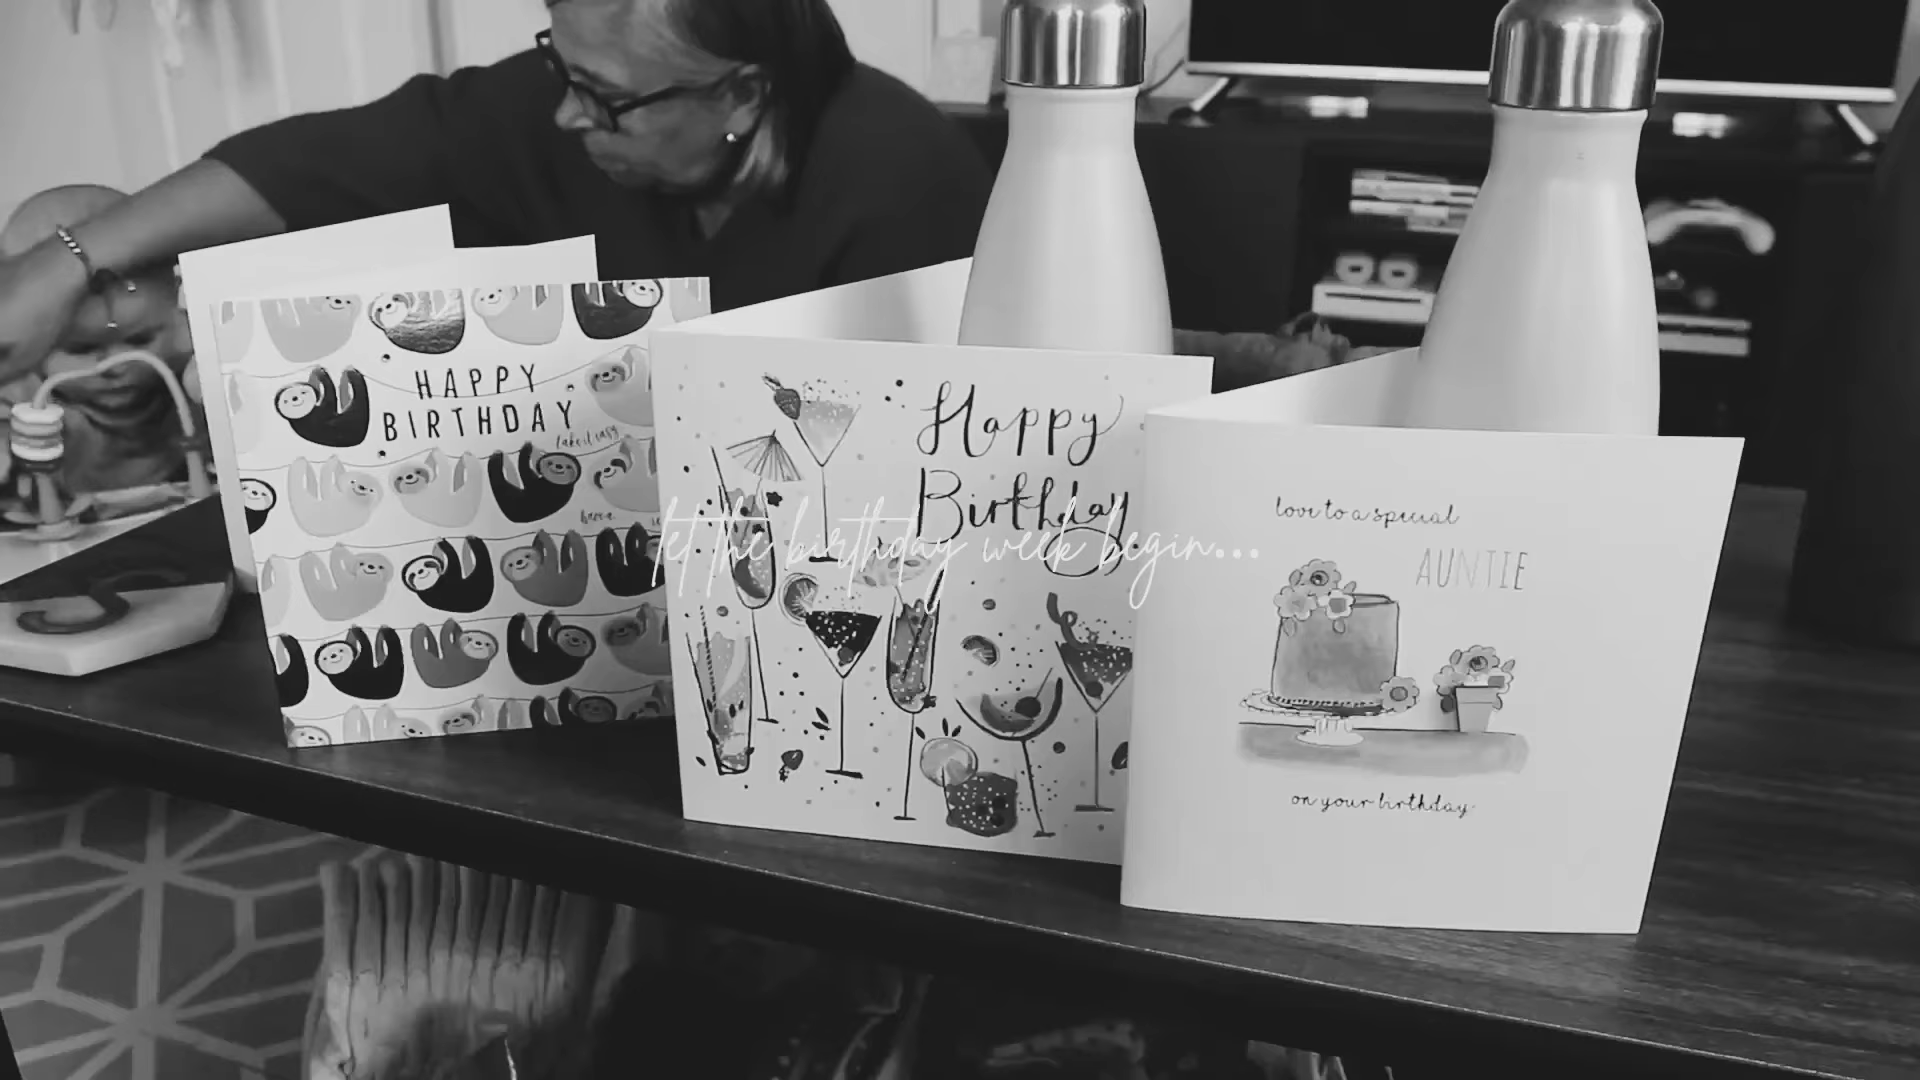 HAPPY
BIRTHDAY
take it easy
Happy
Birthday
let the birthday week begin...
love to a special
AUNTIE
on your birthday